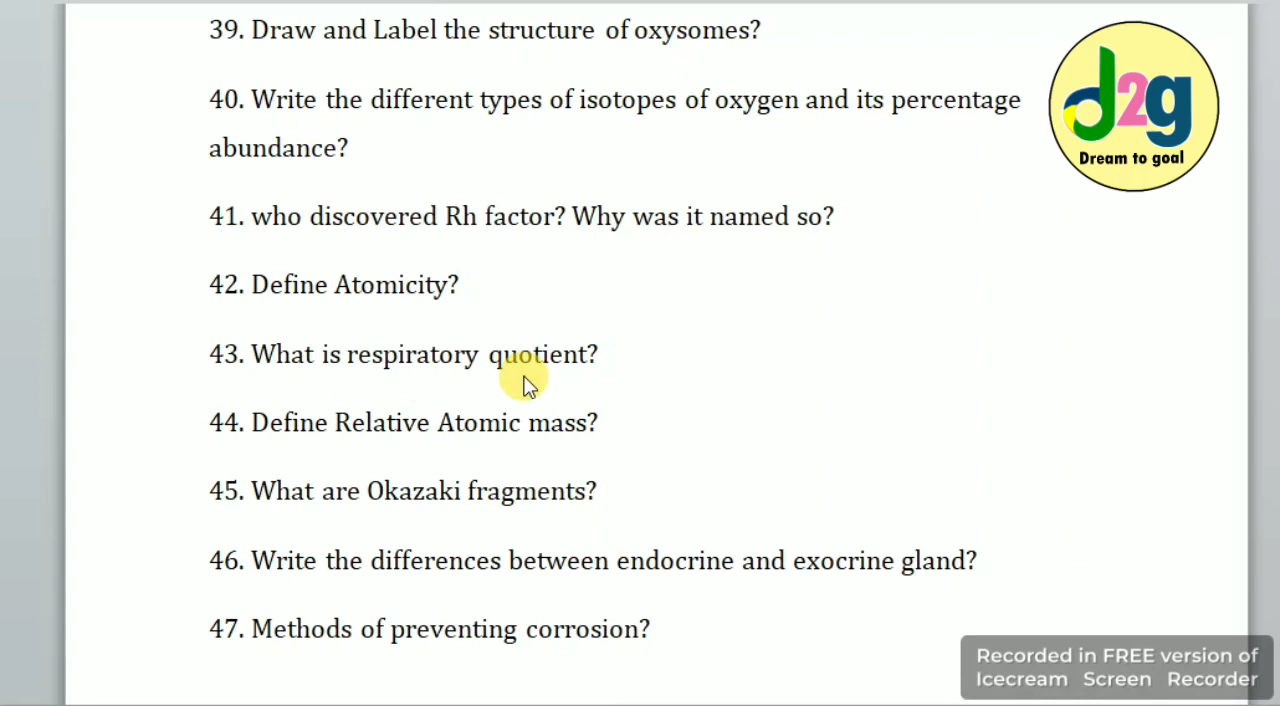 39. Draw and Label the structure of oxysomes?
40. Write the different types of isotopes of oxygen and its percentage
abundance?
d2g
Dream to goal
41. who discovered Rh factor? Why was it named so?
42. Define Atomicity?
43. What is respiratory quotient?
44. Define Relative Atomic mass?
45. What are Okazaki fragments?
46. Write the differences between endocrine and exocrine gland?
47. Methods of preventing corrosion?
Recorded in FREE version of
Icecream Screen Recorder